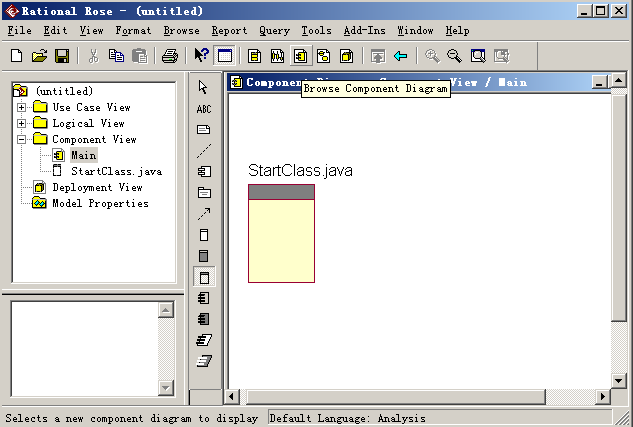 Rational Rose - (untitled)
File Edit View Format Browse Report Query Tools Add-Ins Window Help
Browse Component Diagram
View / Main
(untitled)
Use Case View
Logical View
Component View
Main
StartClass.java
Deployment View
Model Properties
ABC
StartClass.java
Selects a new component diagram to display
Default Language: Analysis